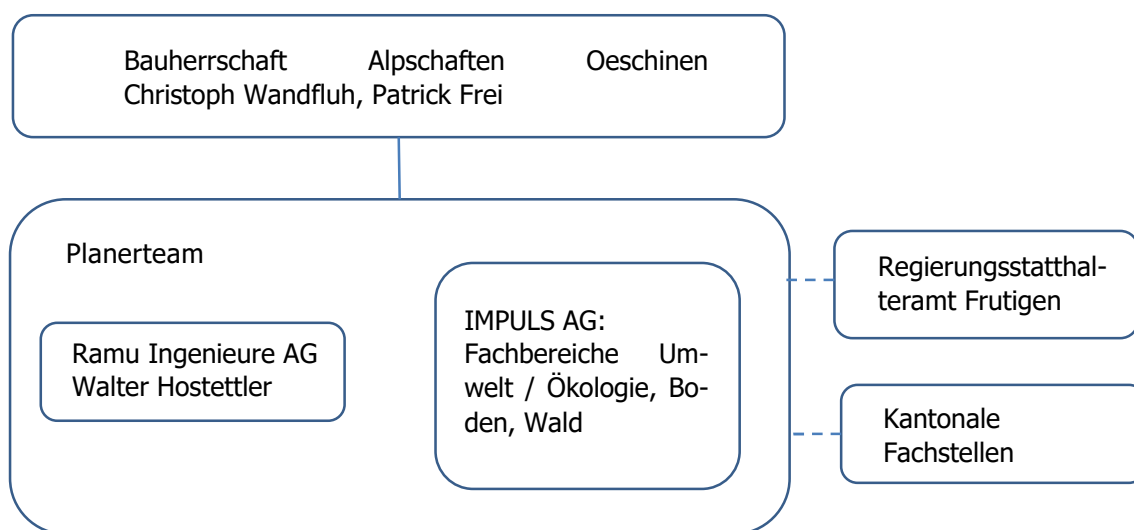 Bauherrschaft Alpschaften Oeschinen
Christoph Wandfluh, Patrick Frei
Planerteam
Ramu Ingenieure AG
Walter Hostettler
IMPULS AG:
Fachbereiche Um-
welt / Ökologie, Bo-
den, Wald
Regierungsstatthal-
teramt Frutigen
Kantonale
Fachstellen